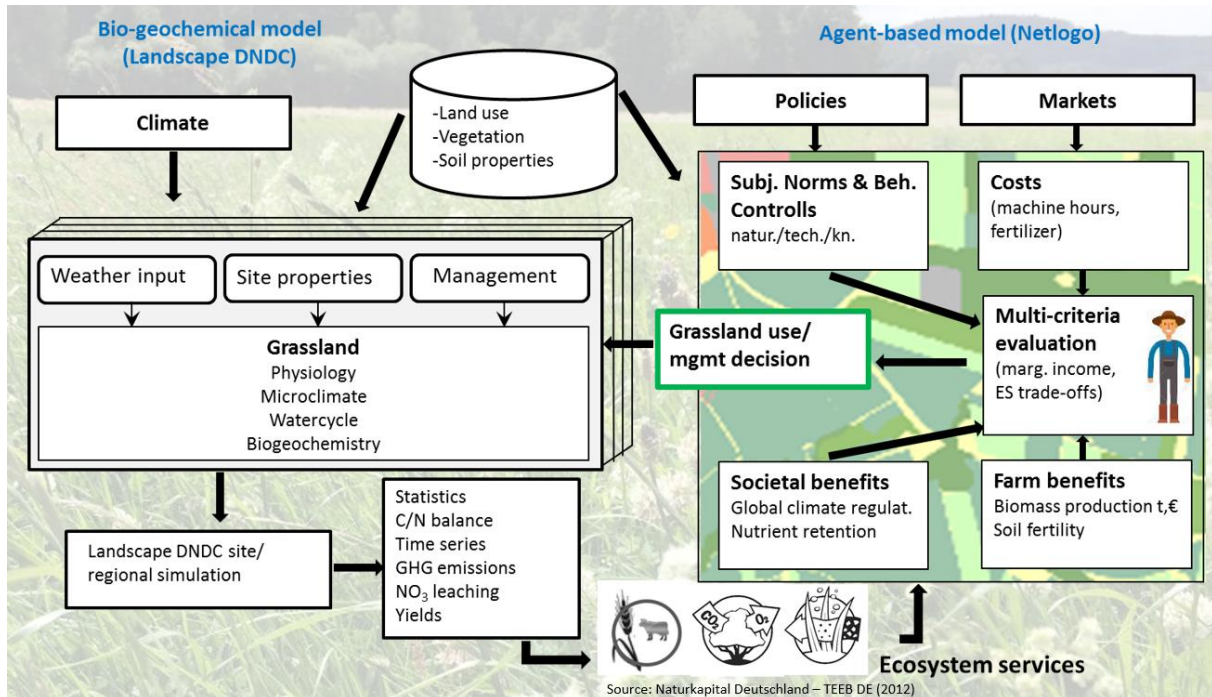 Bio-geochemical model
(Landscape DNDC)
Agent-based model (Netlogo)
Climate
-Land use
-Vegetation
-Soil properties
Policies
Markets
Subj. Norms & Beh.
Controlls
natur./tech./kn.
Costs
(machine hours,
fertilizer)
Weather input
Site properties
Management
Grassland
Physiology
Microclimate
Watercycle
Biogeochemistry
Grassland use/
mgmt decision
Multi-criteria
evaluation
(marg. income,
ES trade-offs)
Societal benefits
Global climate regulat.
Nutrient retention
Farm benefits
Biomass production t,€
Soil fertility
Landscape DNDC site/
regional simulation
Statistics
C/N balance
Time series
GHG emissions
NO₃ leaching
Yields
CO₂
O₂
Ecosystem services
Source: Naturkapital Deutschland – TEEB DE (2012)